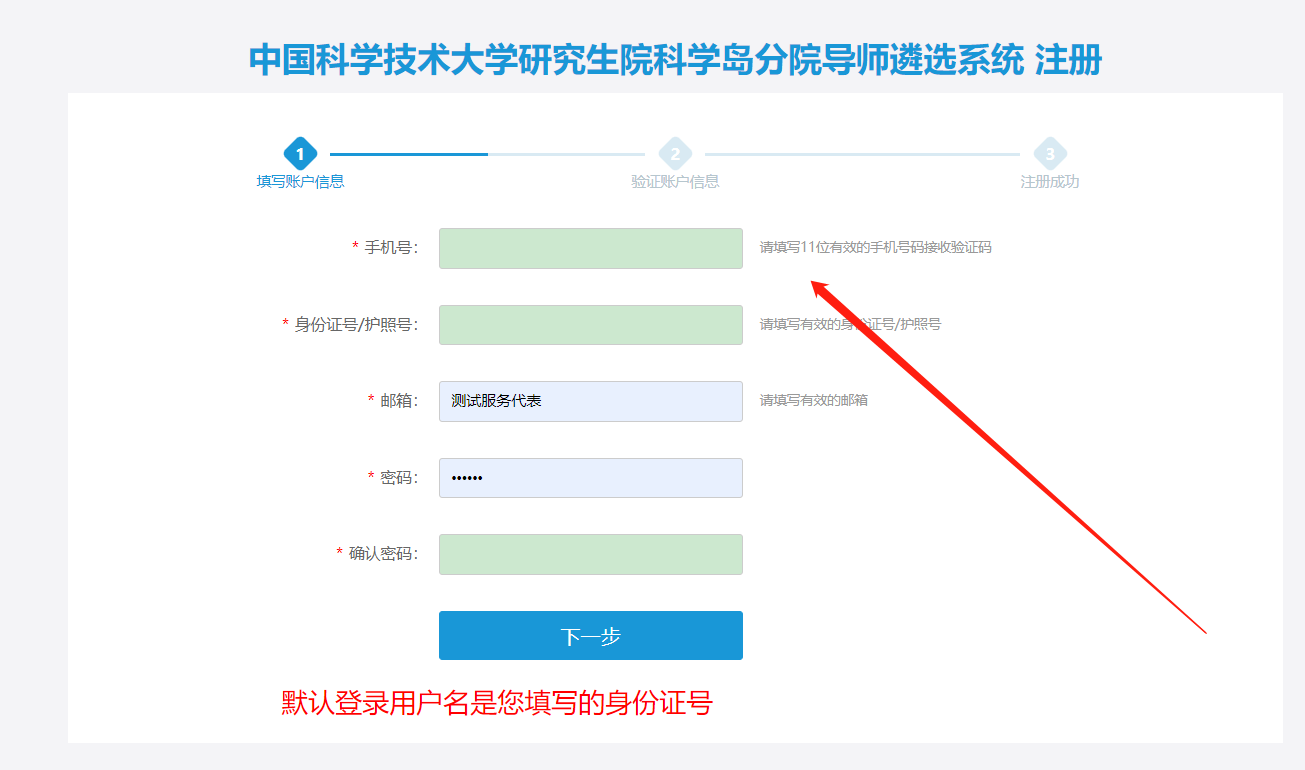 中国科学技术大学研究生院科学岛分院导师遴选系统 注册
1 2 3
填写账户信息 验证账户信息 注册成功
* 手机号： 请填写11位有效的手机号码接收验证码
* 身份证号/护照号： 请填写有效的身份证号/护照号
* 邮箱： 测试服务代表 请填写有效的邮箱
* 密码： ••••••
* 确认密码：
下一步
默认登录用户名是您填写的身份证号